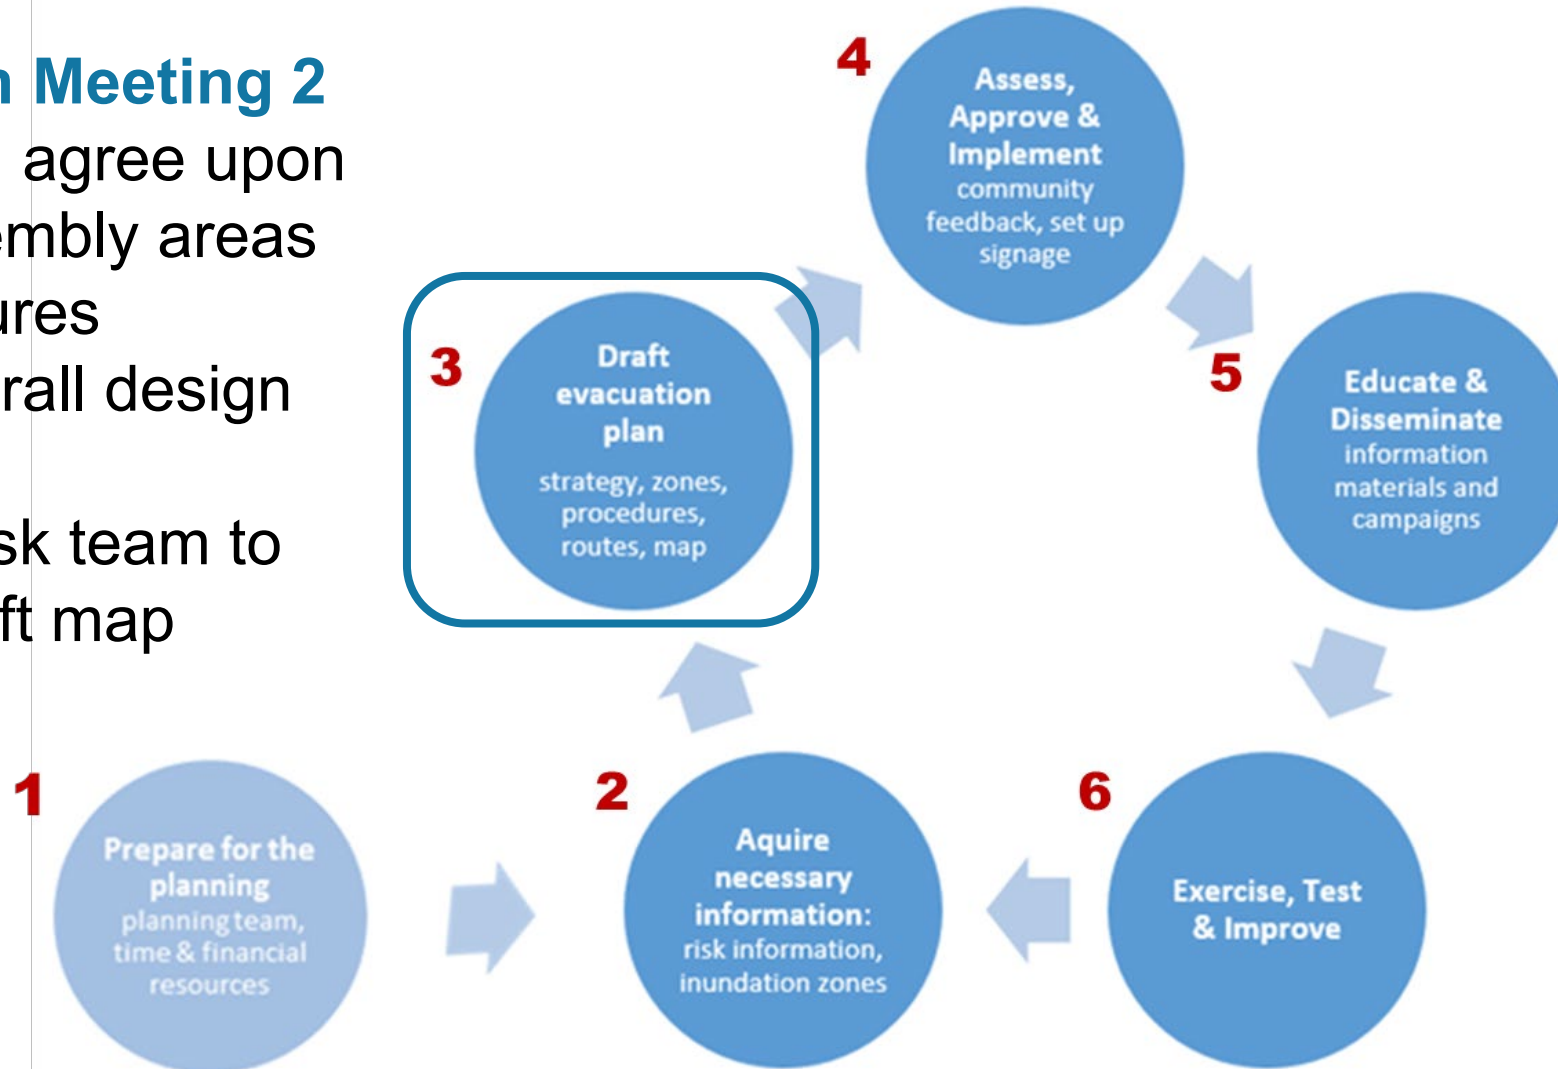 Meeting 2
agree upon
embly areas
ures
rall design
sk team to
ft map
4
Assess,
Approve &
Implement
community
feedback, set up
signage
3
Draft
evacuation
plan
strategy, zones,
procedures,
routes, map
5
Educate &
Disseminate
information
materials and
campaigns
1
Prepare for the
planning
planning team,
time & financial
resources
2
Aquire
necessary
information:
risk information,
inundation zones
6
Exercise, Test
& Improve